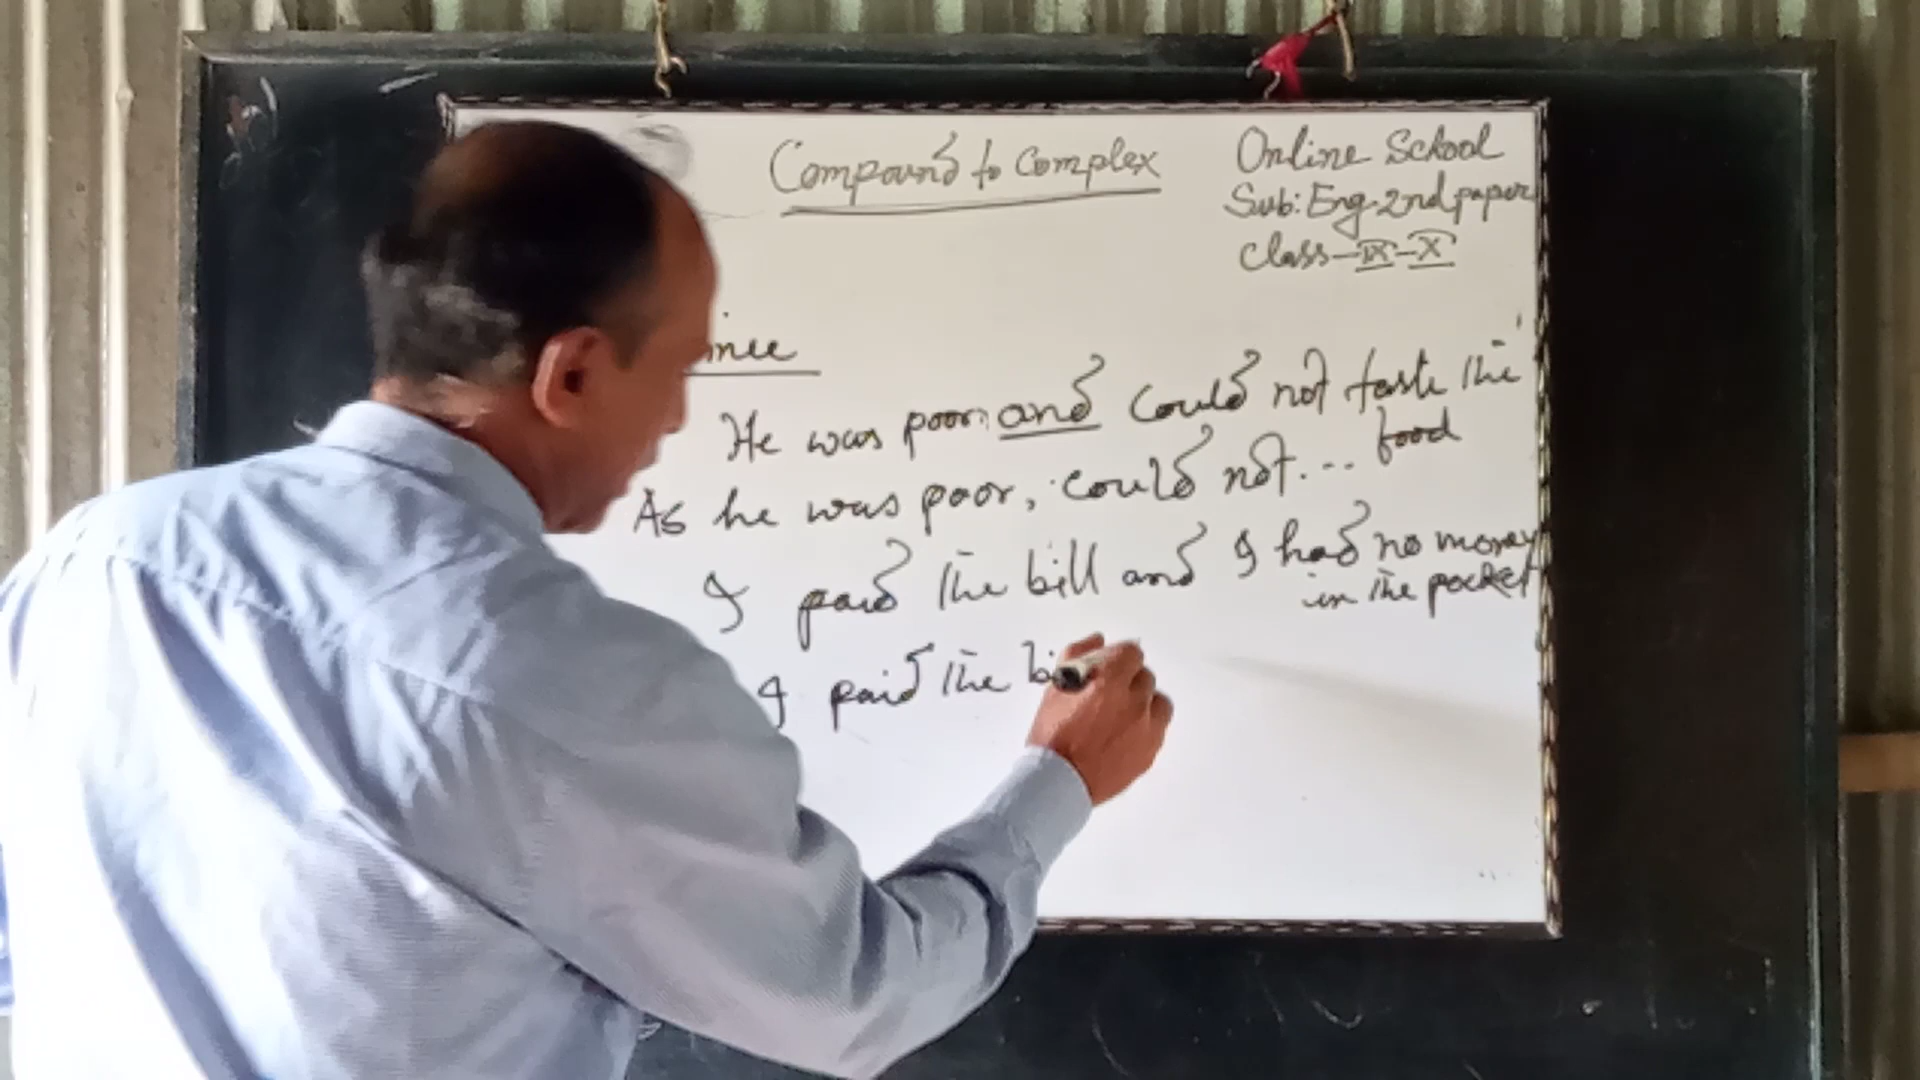 Compound to Complex
Online School
Sub: Eng. 2nd paper
Class-IX-X
He was poor and could not taste the
food
As he was poor, could not...
I paid the bill and I had no money
in the pocket
I paid the bi